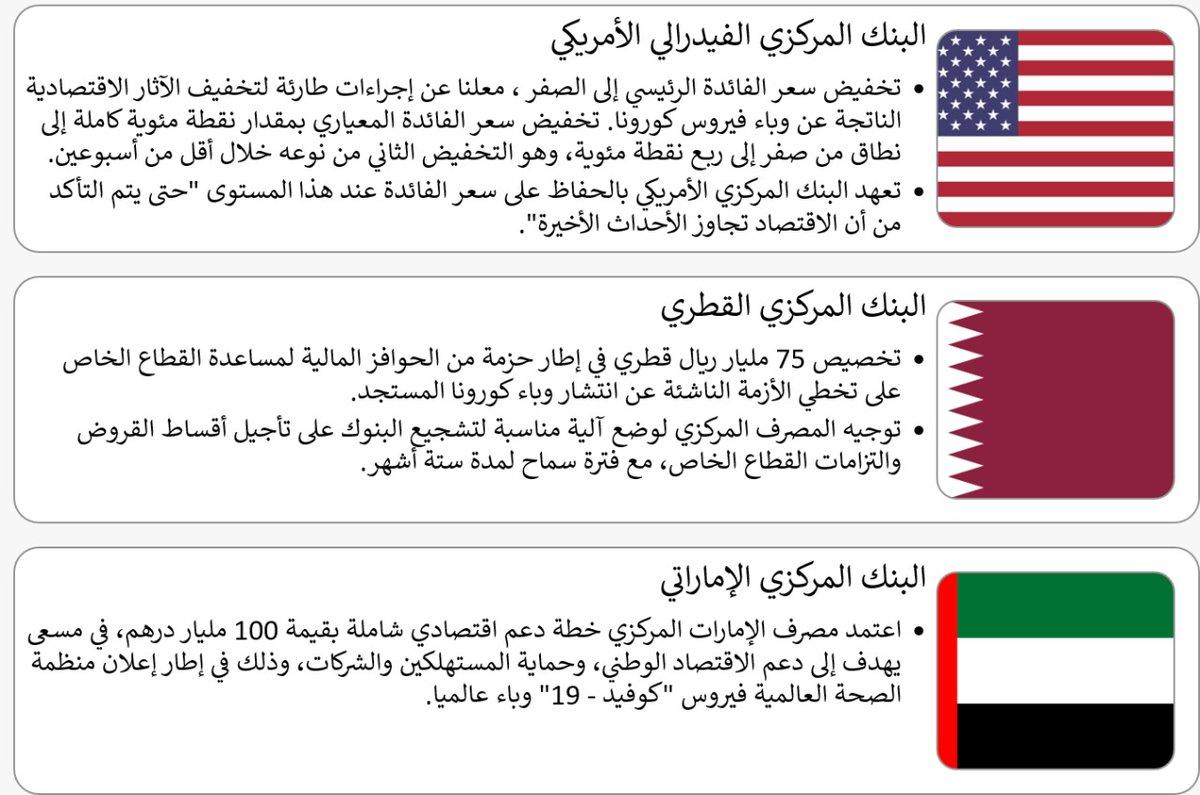 البنك المركزي الفيدرالي الأمريكي
• تخفيض سعر الفائدة الرئيسي إلى الصفر ، معلنا عن إجراءات طارئة لتخفيف الآثار الاقتصادية
الناتجة عن وباء فيروس كورونا. تخفيض سعر الفائدة المعياري بمقدار نقطة مئوية كاملة إلى
نطاق من صفر إلى ربع نقطة مئوية، وهو التخفيض الثاني من نوعه خلال أقل من أسبوعين.
• تعهد البنك المركزي الأمريكي بالحفاظ على سعر الفائدة عند هذا المستوى "حتى يتم التأكد
من أن الاقتصاد تجاوز الأحداث الأخيرة".
البنك المركزي القطري
• تخصيص 75 مليار ريال قطري في إطار حزمة من الحوافز المالية لمساعدة القطاع الخاص
على تخطي الأزمة الناشئة عن انتشار وباء كورونا المستجد.
• توجيه المصرف المركزي لوضع آلية مناسبة لتشجيع البنوك على تأجيل أقساط القروض
والتزامات القطاع الخاص، مع فترة سماح لمدة ستة أشهر.
البنك المركزي الإماراتي
• اعتمد مصرف الإمارات المركزي خطة دعم اقتصادي شاملة بقيمة 100 مليار درهم، في مسعى
يهدف إلى دعم الاقتصاد الوطني، وحماية المستهلكين والشركات، وذلك في إطار إعلان منظمة
الصحة العالمية فيروس "كوفيد - 19" وباء عالميا.